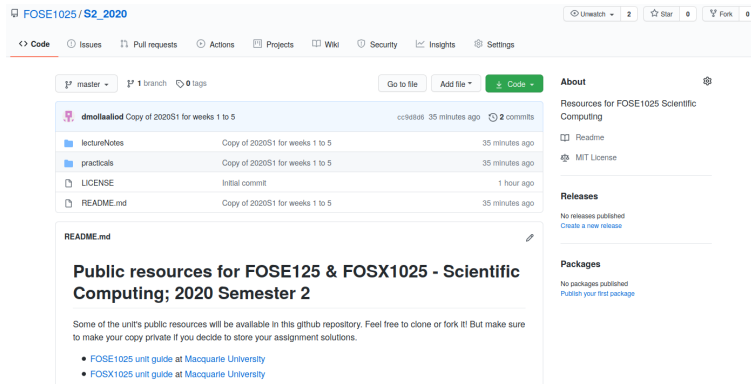 FOSE1025 / S2_2020
Unwatch 2 Star 0 Fork 0
Code Issues Pull requests Actions Projects Wiki Security Insights Settings
master 1 branch 0 tags Go to file Add file Code
dmollaaliod Copy of 2020S1 for weeks 1 to 5 cc9d8d6 35 minutes ago 2 commits
lectureNotes Copy of 2020S1 for weeks 1 to 5 35 minutes ago
practicals Copy of 2020S1 for weeks 1 to 5 35 minutes ago
LICENSE Initial commit 1 hour ago
README.md Copy of 2020S1 for weeks 1 to 5 35 minutes ago
README.md
Public resources for FOSE125 & FOSX1025 - Scientific
Computing; 2020 Semester 2
Some of the unit's public resources will be available in this github repository. Feel free to clone or fork it! But make sure
to make your copy private if you decide to store your assignment solutions.
FOSE1025 unit guide at Macquarie University
FOSX1025 unit guide at Macquarie University
About
Resources for FOSE1025 Scientific
Computing
Readme
MIT License
Releases
No releases published
Create a new release
Packages
No packages published
Publish your first package